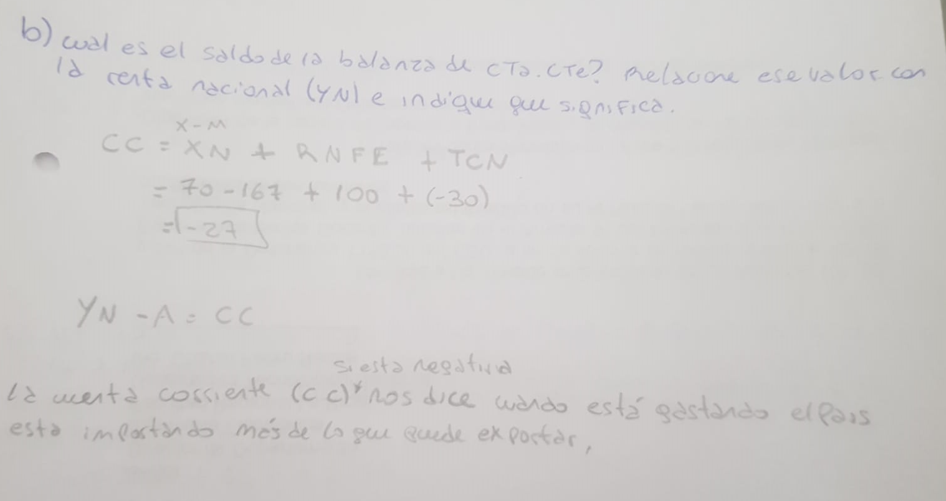 b) cual es el saldo de la balanza de cTa. cTe? Relacione ese valor con
la renta nacional (YN) e indique que significa.
X-M
CC = XN + RNFE + TCN
= 70 - 167 + 100 + (-30)
= -27
YN - A = CC
si esta negativa
la cuenta corriente (cc)* nos dice cuando está gastando el país
esta importando más de lo que puede exportar,